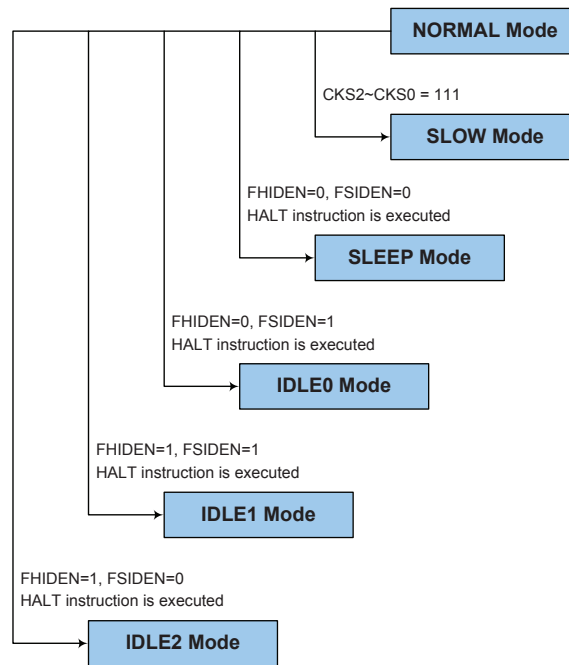 NORMAL Mode
CKS2~CKS0 = 111
SLOW Mode
FHIDEN=0, FSIDEN=0
HALT instruction is executed
SLEEP Mode
FHIDEN=0, FSIDEN=1
HALT instruction is executed
IDLE0 Mode
FHIDEN=1, FSIDEN=1
HALT instruction is executed
IDLE1 Mode
FHIDEN=1, FSIDEN=0
HALT instruction is executed
IDLE2 Mode